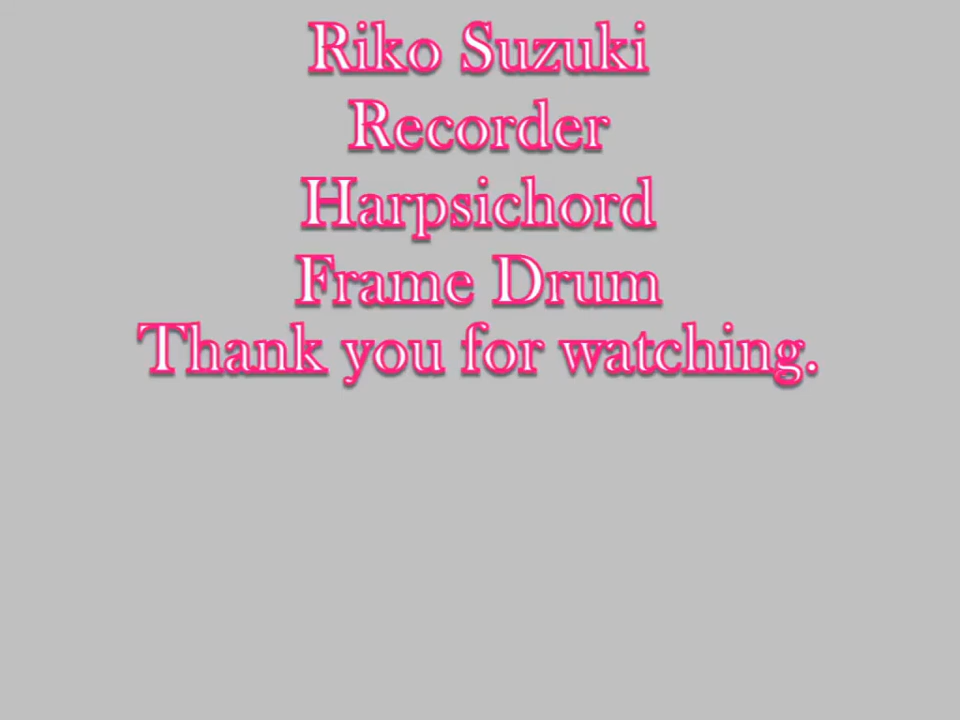 Riko Suzuki
Recorder
Harpsichord
Frame Drum
Thank you for watching.